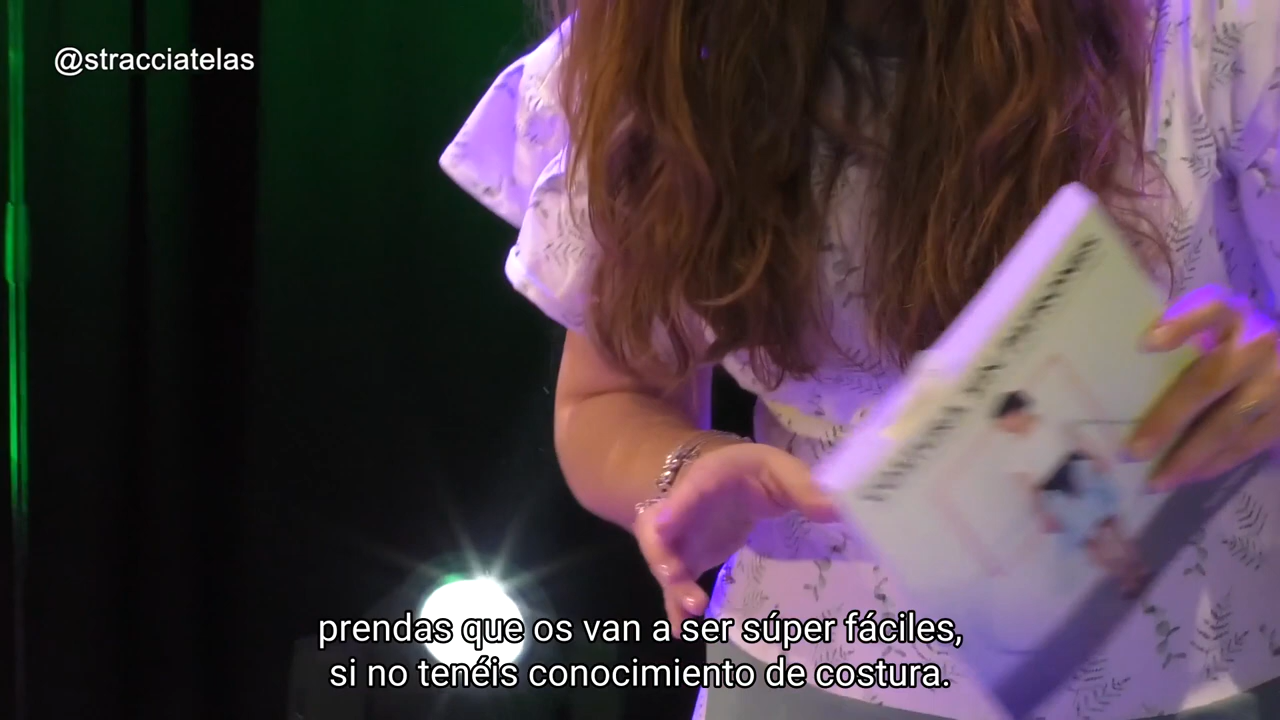 @stracciatelas
prendas que os van a ser súper fáciles,
si no tenéis conocimiento de costura.